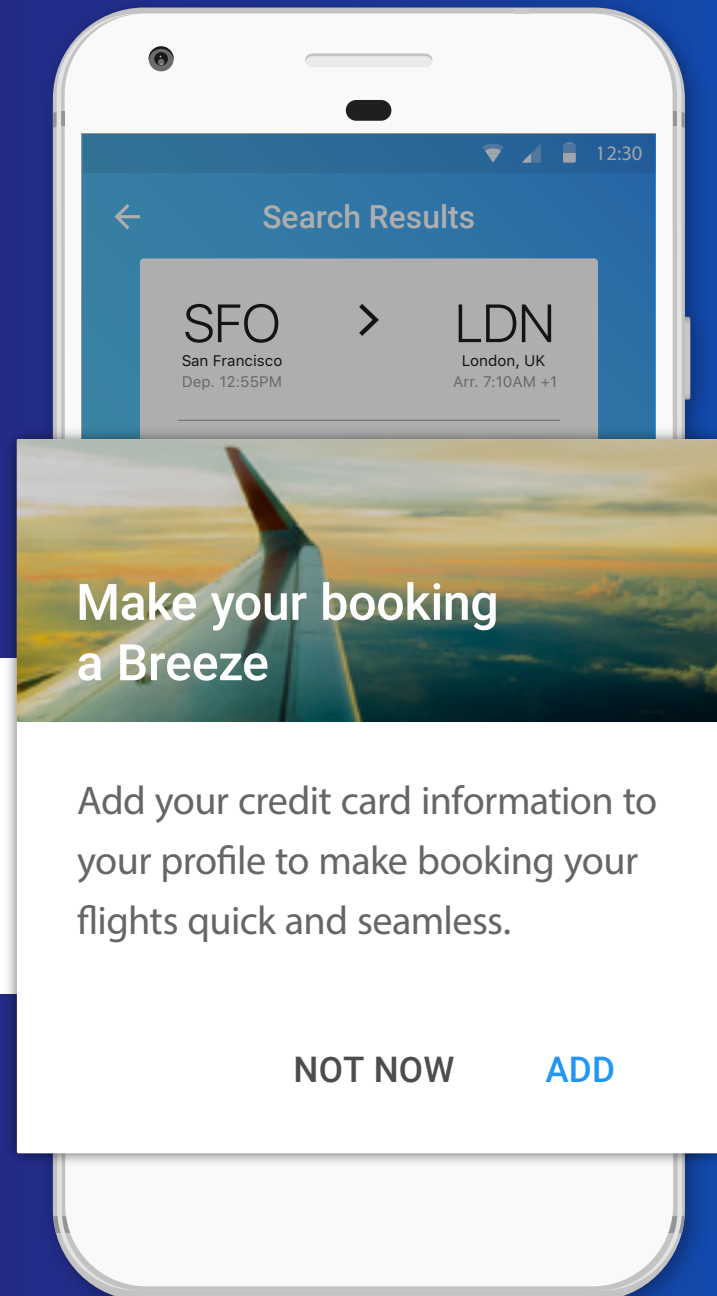 12:30
Search Results
SFO > LDN
San Francisco London, UK
Dep. 12:55PM Arr. 7:10AM +1
Make your booking
a Breeze
Add your credit card information to
your profile to make booking your
flights quick and seamless.
NOT NOW ADD